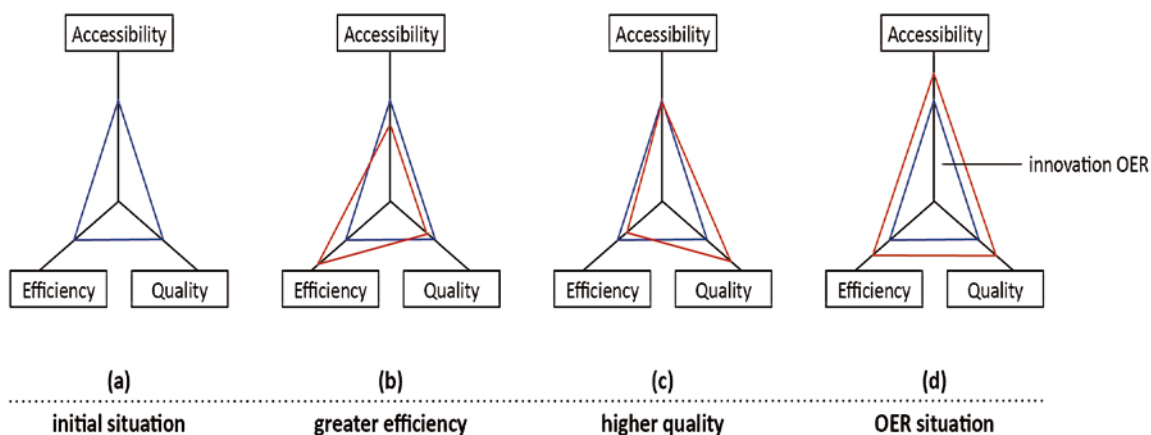 Accessibility Accessibility Accessibility Accessibility
innovation OER
Efficiency Quality Efficiency Quality Efficiency Quality Efficiency Quality
(a) (b) (c) (d)
initial situation greater efficiency higher quality OER situation